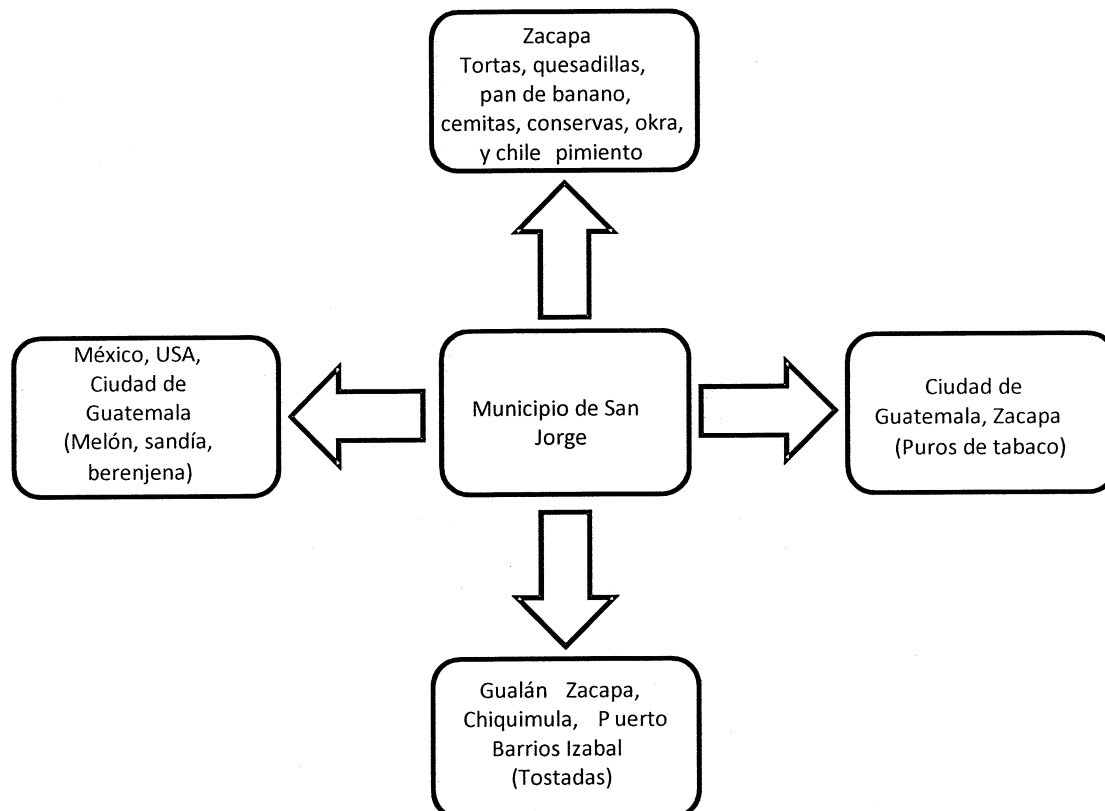 Zacapa
Tortas, quesadillas,
pan de banano,
cemitas, conservas, okra,
y chile pimiento
México, USA,
Ciudad de
Guatemala
(Melón, sandía,
berenjena)
Municipio de San
Jorge
Ciudad de
Guatemala, Zacapa
(Puros de tabaco)
Gualán Zacapa,
Chiquimula, P uerto
Barrios Izabal
(Tostadas)